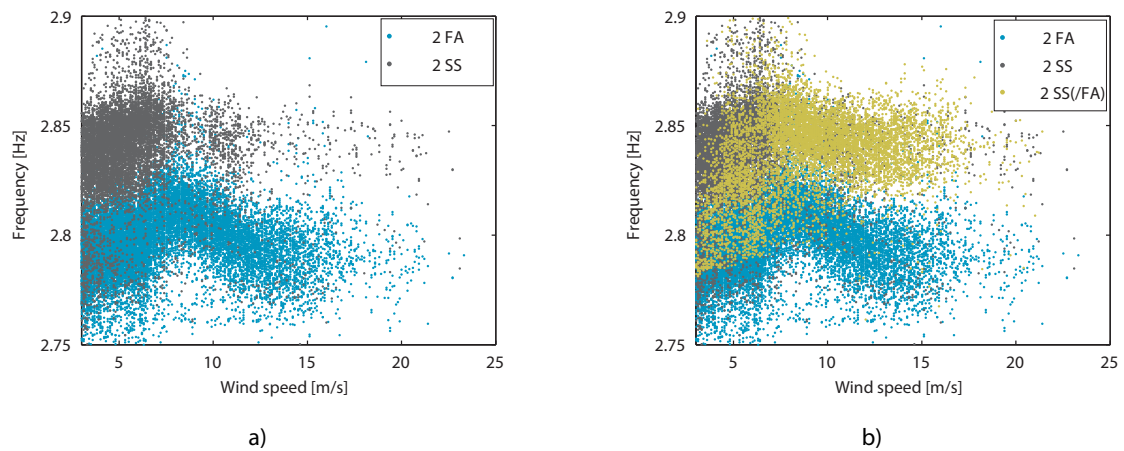 2.9
2 FA
2 SS
2.85
Frequency [Hz]
2.8
2.75
5 10 15 20 25
Wind speed [m/s]
a)
2.9
2 FA
2 SS
2 SS(/FA)
2.85
Frequency [Hz]
2.8
2.75
5 10 15 20 25
Wind speed [m/s]
b)